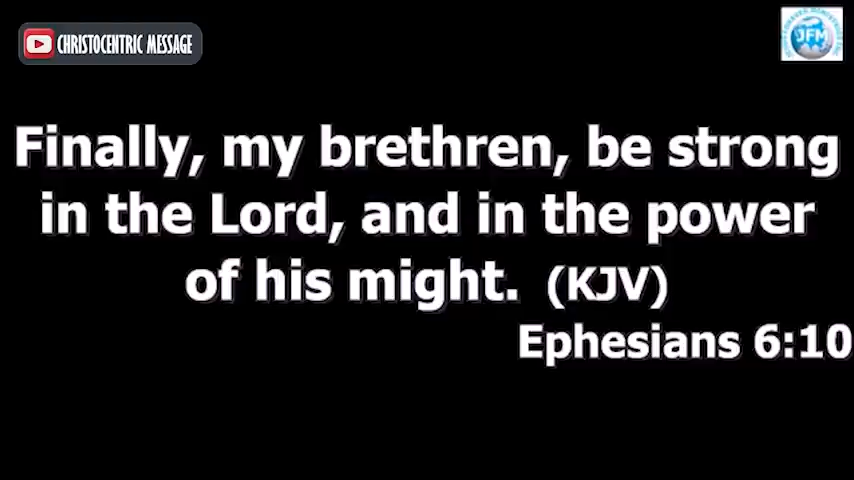 CHRISTOCENTRIC MESSAGE
JFM
Finally, my brethren, be strong
in the Lord, and in the power
of his might. (KJV)
Ephesians 6:10